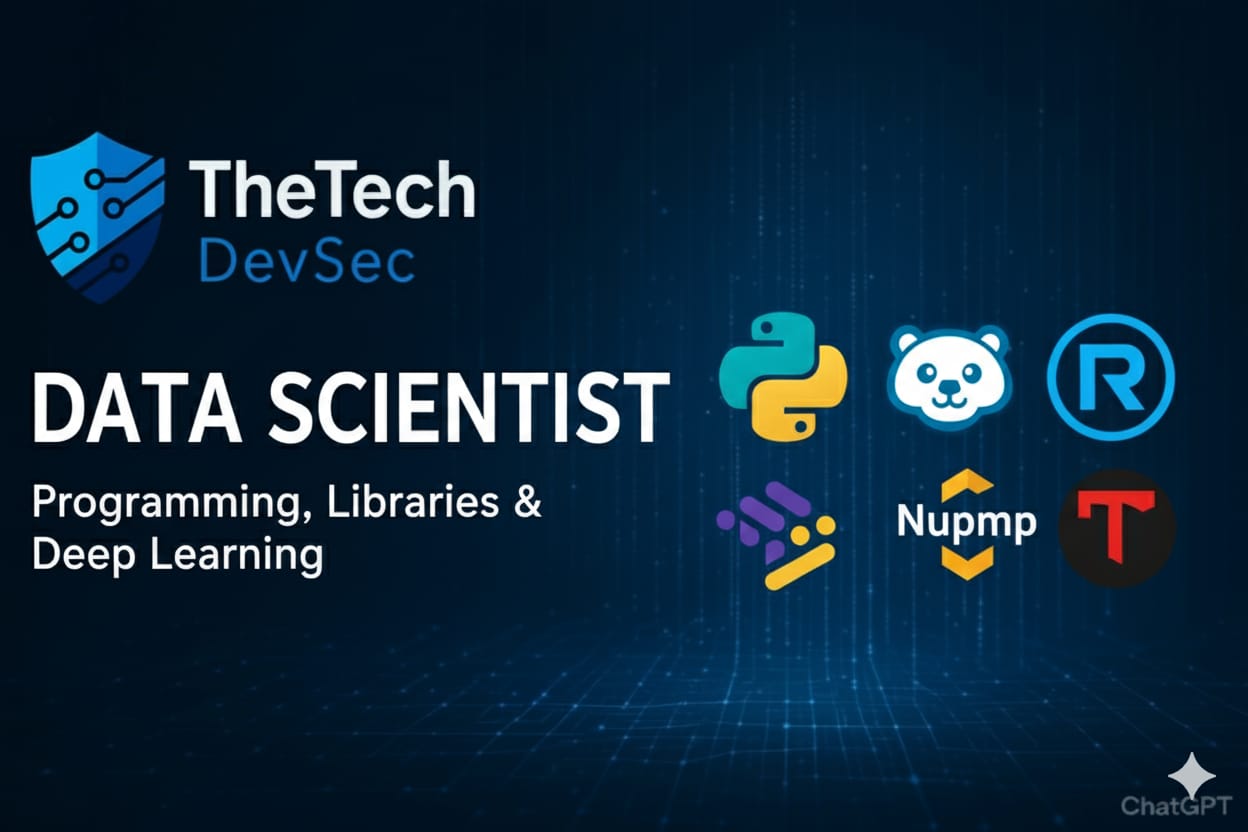 TheTech
DevSec
DATA SCIENTIST
Programming, Libraries &
Deep Learning
R
Nupmp
T
ChatGPT